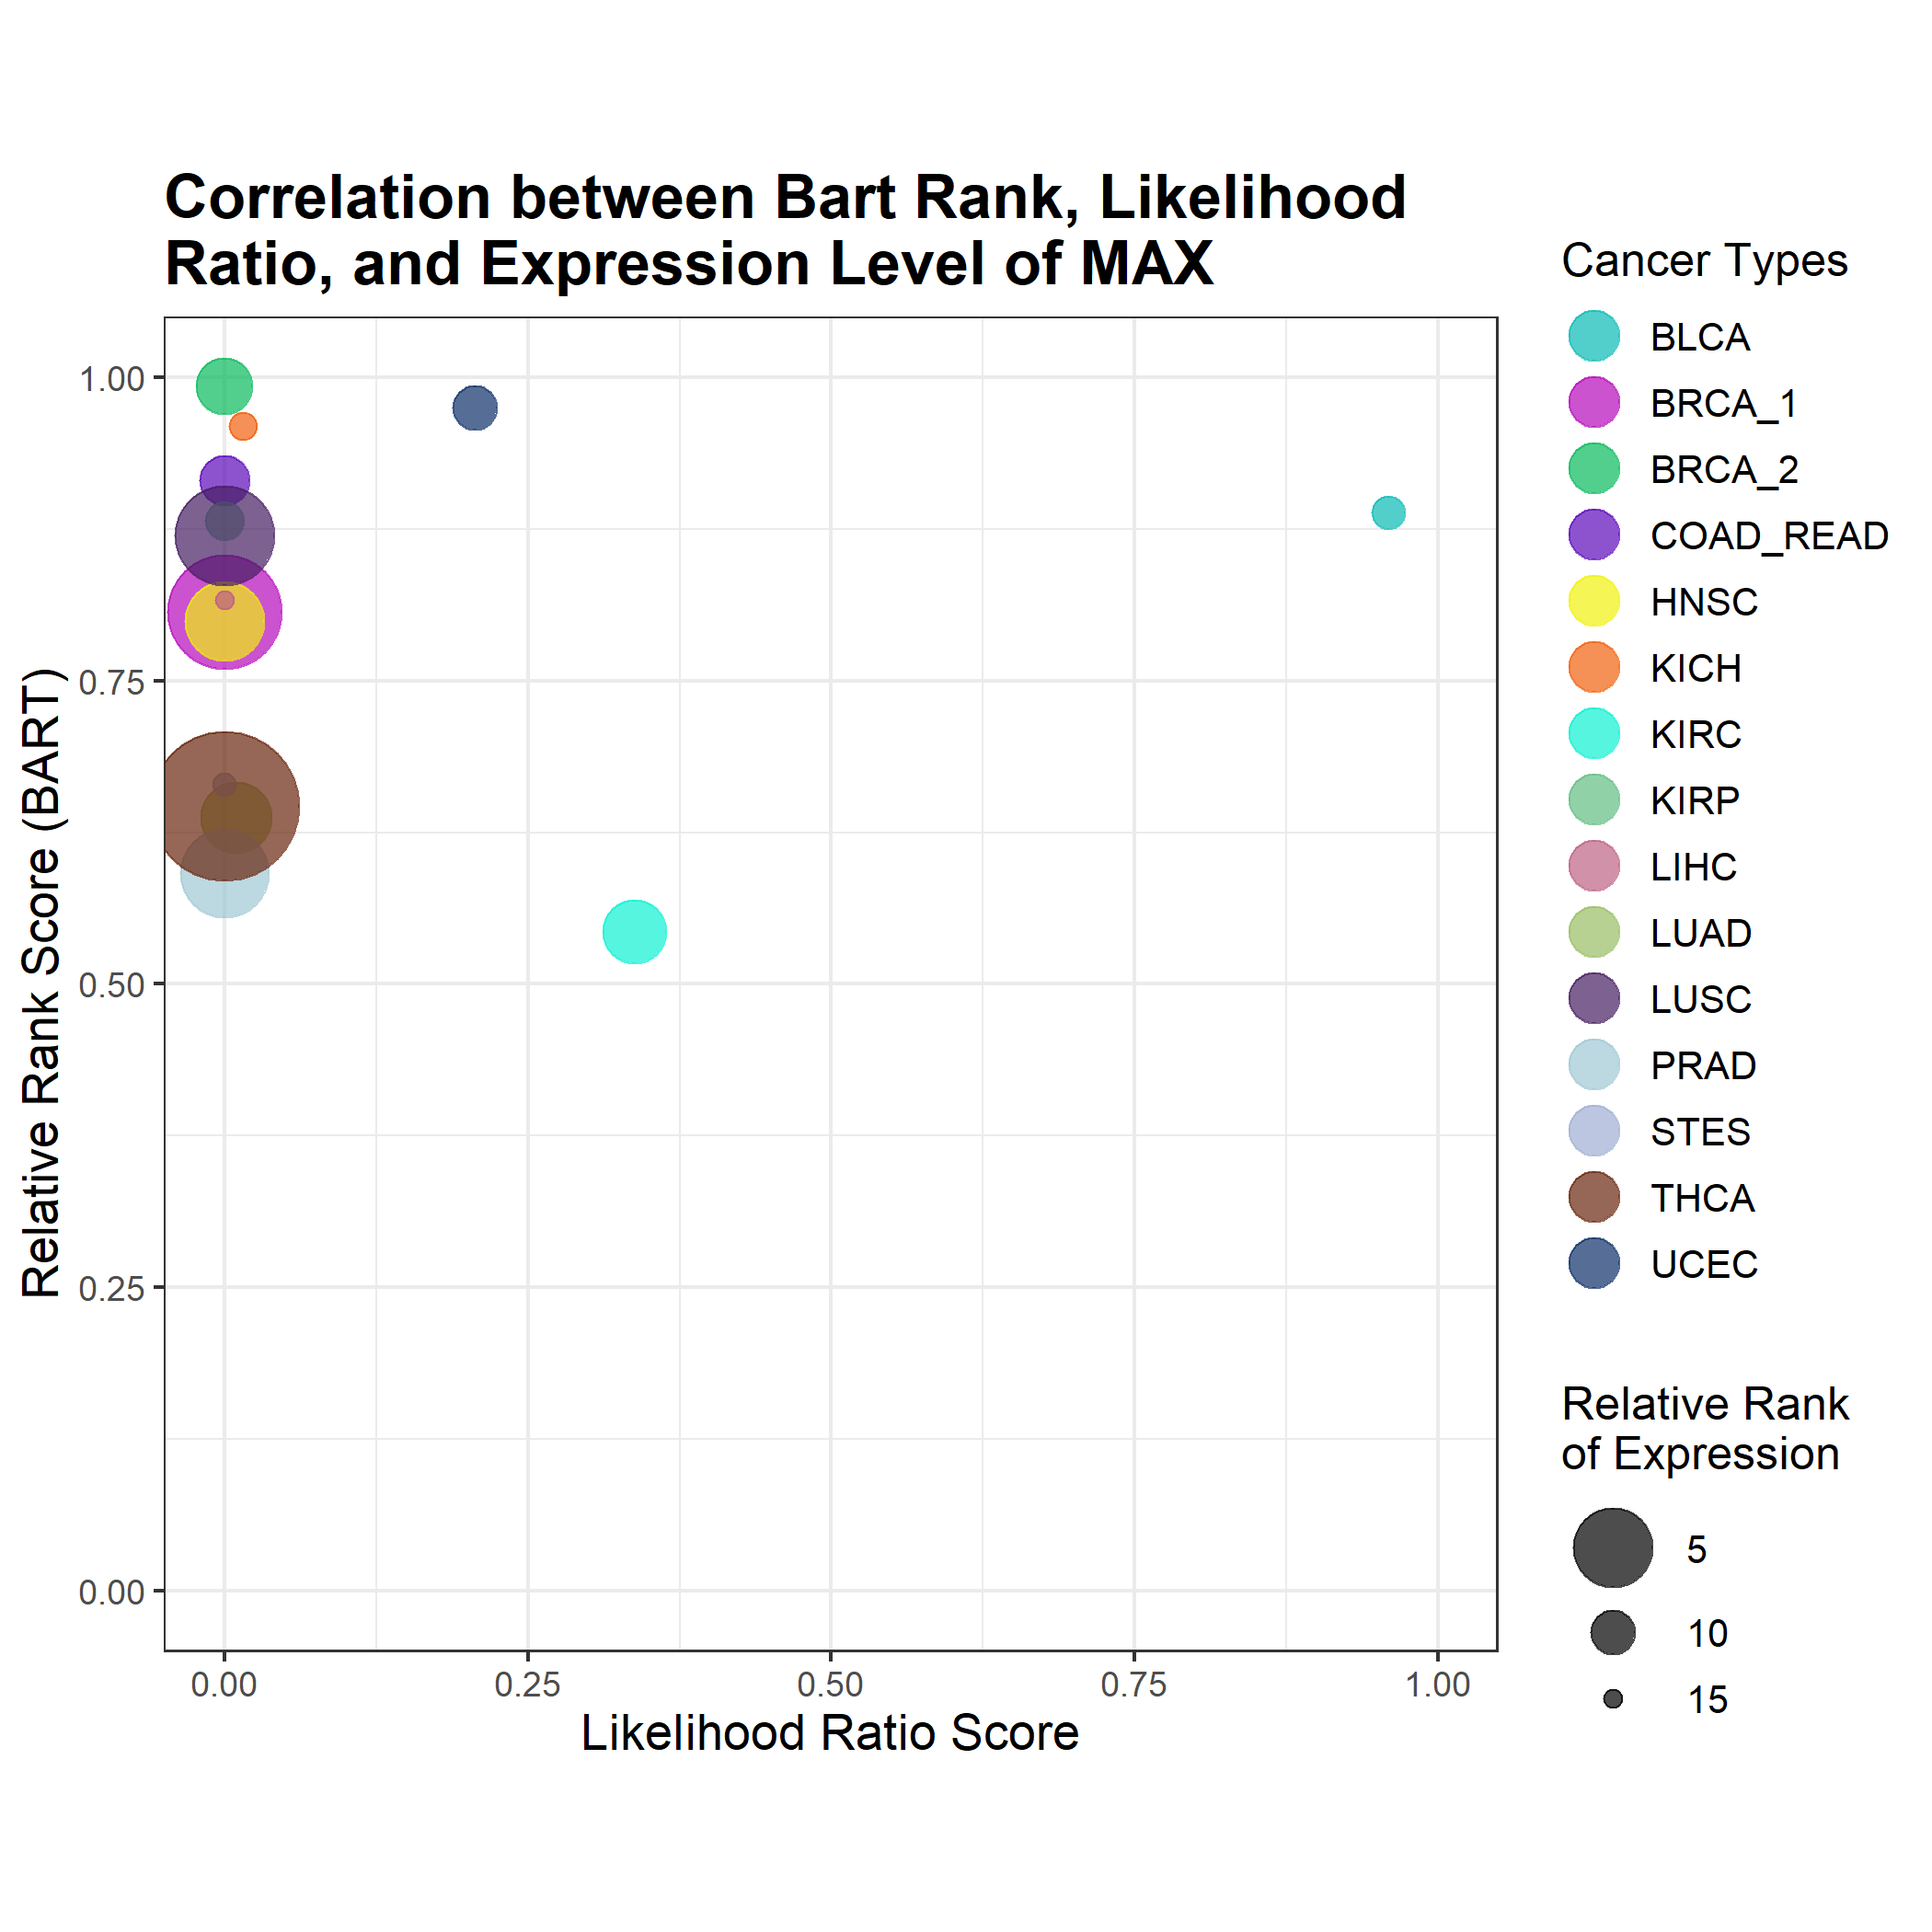 Correlation between Bart Rank, Likelihood
Ratio, and Expression Level of MAX
Relative Rank Score (BART)
1.00
0.75
0.50
0.25
0.00
0.00
0.25
0.50
0.75
1.00
Likelihood Ratio Score
Cancer Types
BLCA
BRCA_1
BRCA_2
COAD_READ
HNSC
KICH
KIRC
KIRP
LIHC
LUAD
LUSC
PRAD
STES
THCA
UCEC
Relative Rank
of Expression
5
10
15